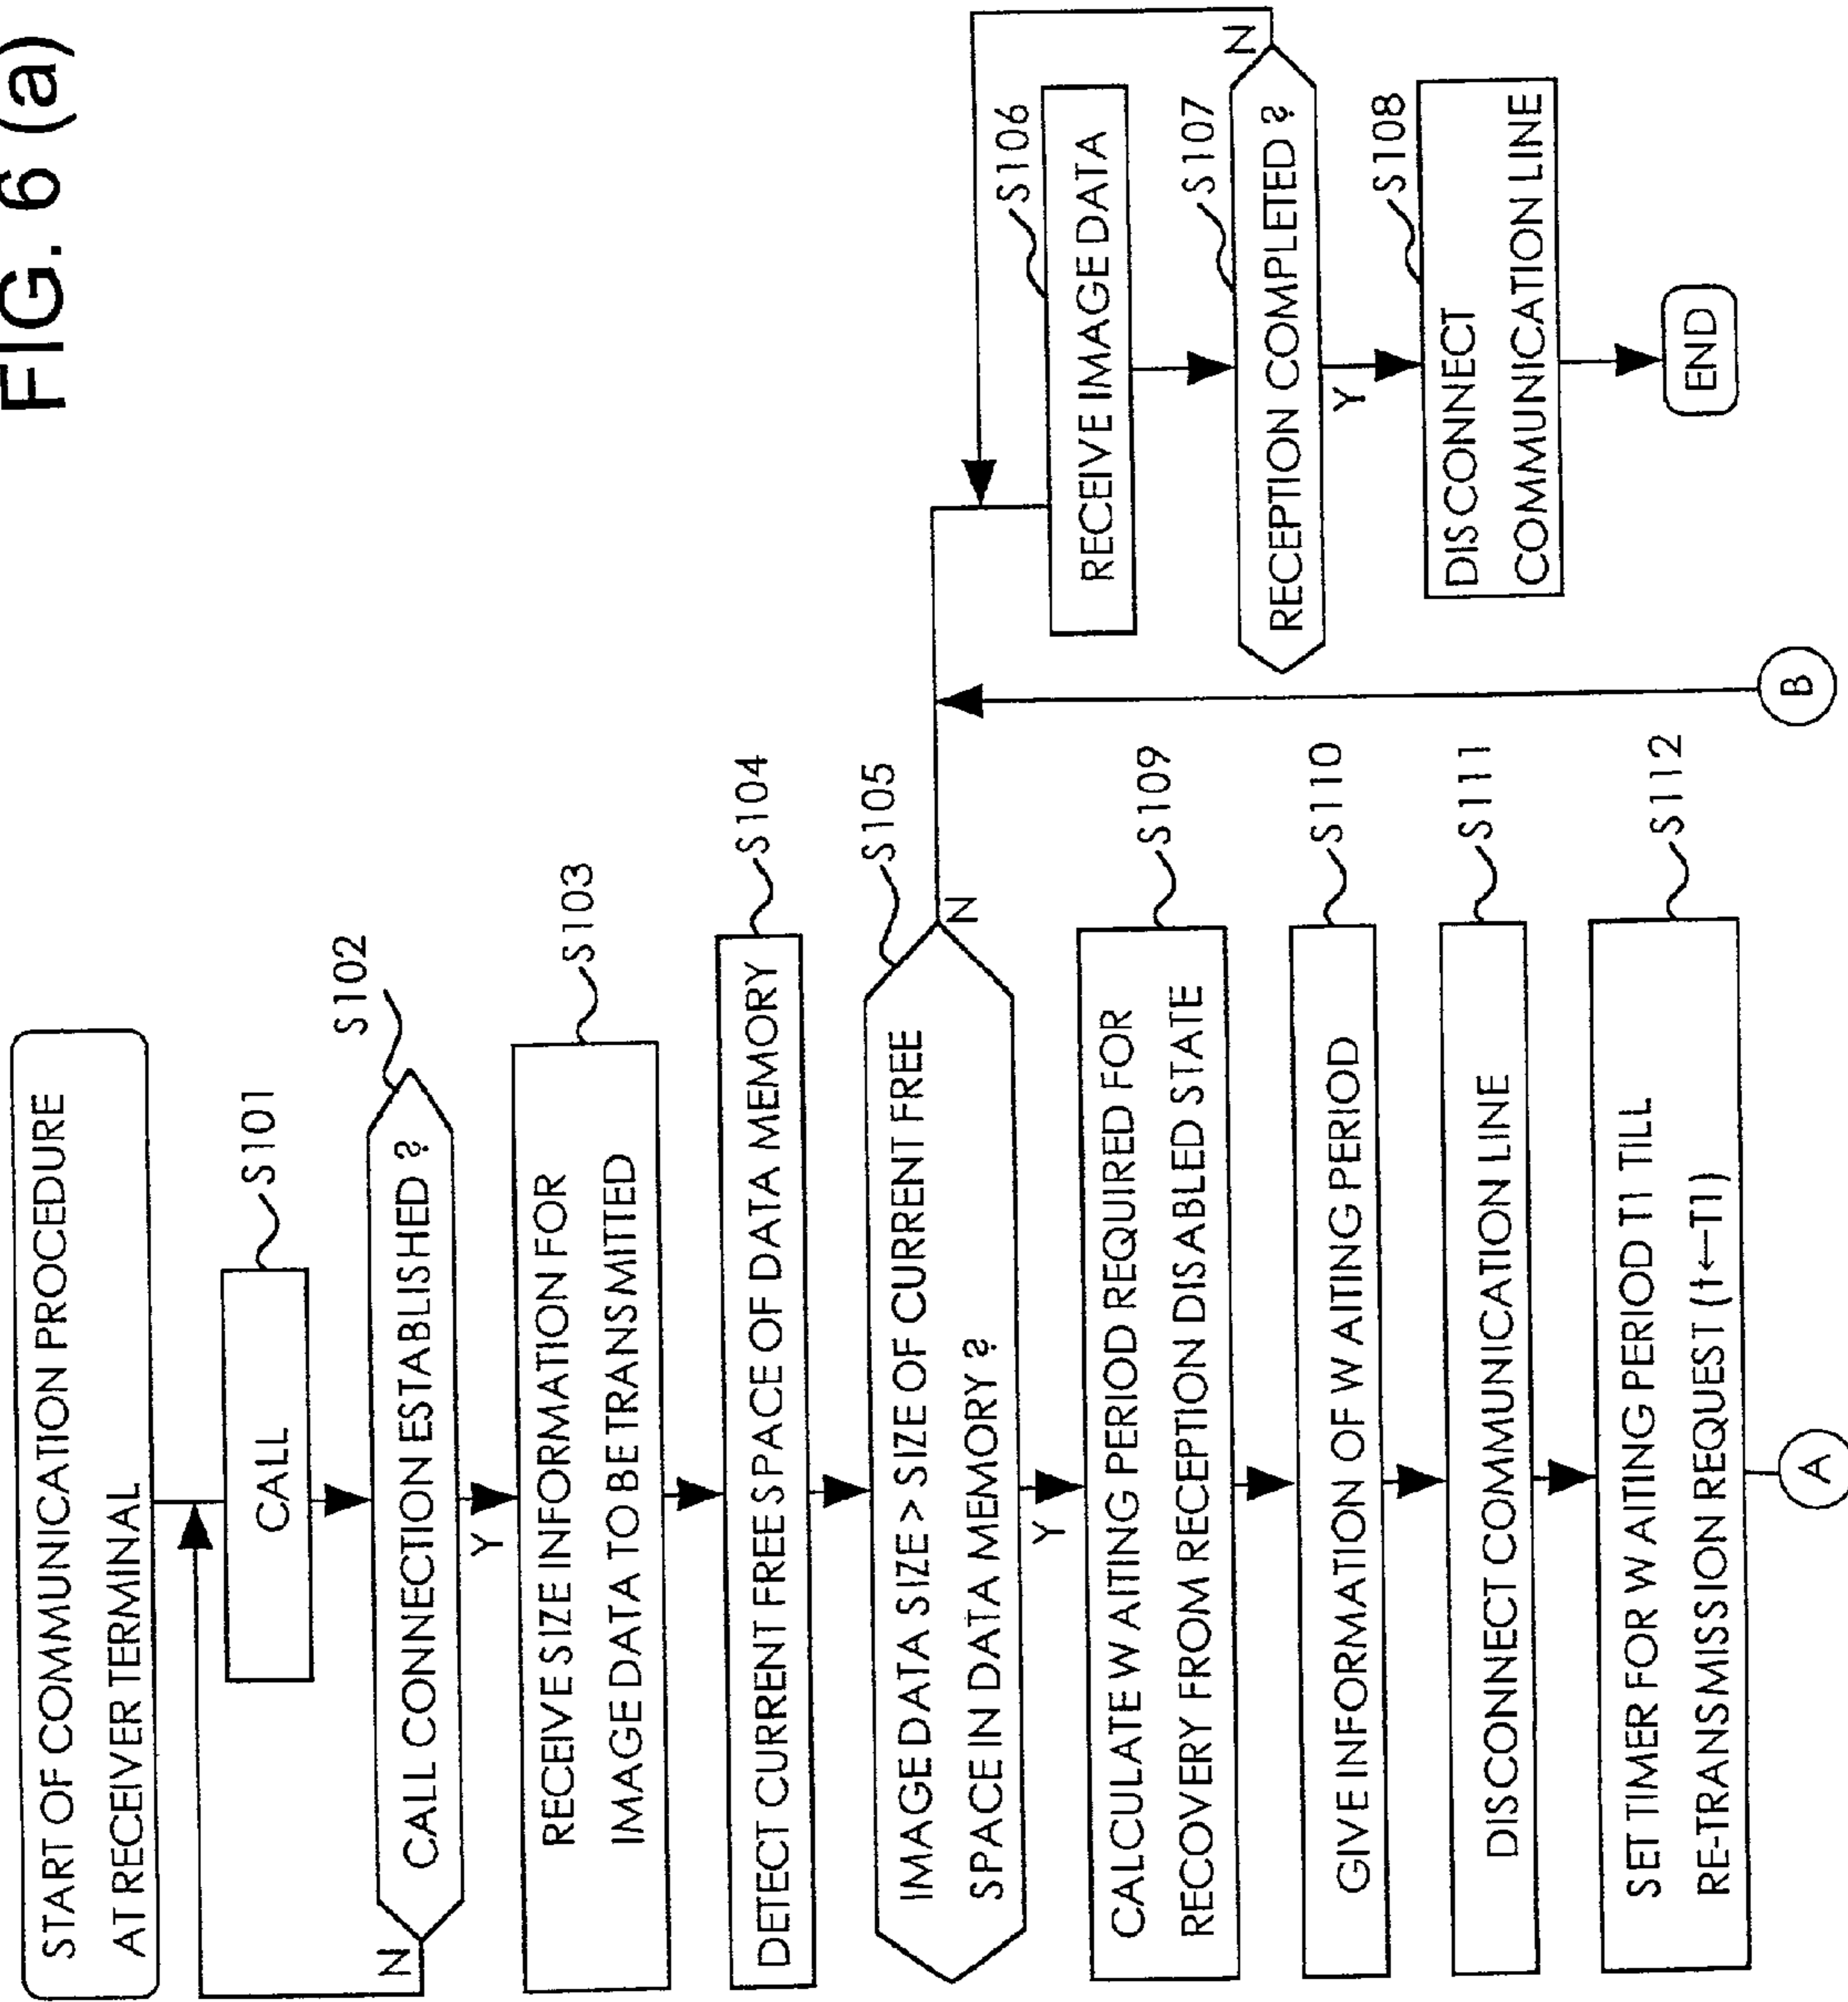 FIG. 6 (a)
START OF COMMUNICATION PROCEDURE
AT RECEIVER TERMINAL
CALL
S101
CALL CONNECTION ESTABLISHED ?
S102
N
Y
RECEIVE SIZE INFORMATION FOR
IMAGE DATA TO BE TRANSMITTED
S103
DETECT CURRENT FREE SPACE OF DATA MEMORY
S104
IMAGE DATA SIZE > SIZE OF CURRENT FREE
SPACE IN DATA MEMORY ?
S105
N
Y
CALCULATE WAITING PERIOD REQUIRED FOR
RECOVERY FROM RECEPTION DISABLED STATE
S109
GIVE INFORMATION OF WAITING PERIOD
S110
DISCONNECT COMMUNICATION LINE
S111
SET TIMER FOR WAITING PERIOD T1 TILL
RE-TRANSMISSION REQUEST (t←T1)
S112
A
RECEIVE IMAGE DATA
S106
RECEPTION COMPLETED ?
S107
N
Y
DISCONNECT
COMMUNICATION LINE
S108
END
B